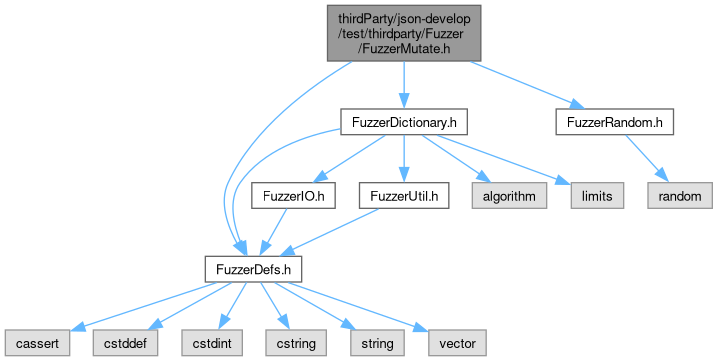 thirdParty/json-develop
/test/thirdparty/Fuzzer
/FuzzerMutate.h
FuzzerDictionary.h
FuzzerRandom.h
FuzzerIO.h
FuzzerUtil.h
algorithm
limits
random
FuzzerDefs.h
cassert
cstddef
cstdint
cstring
string
vector